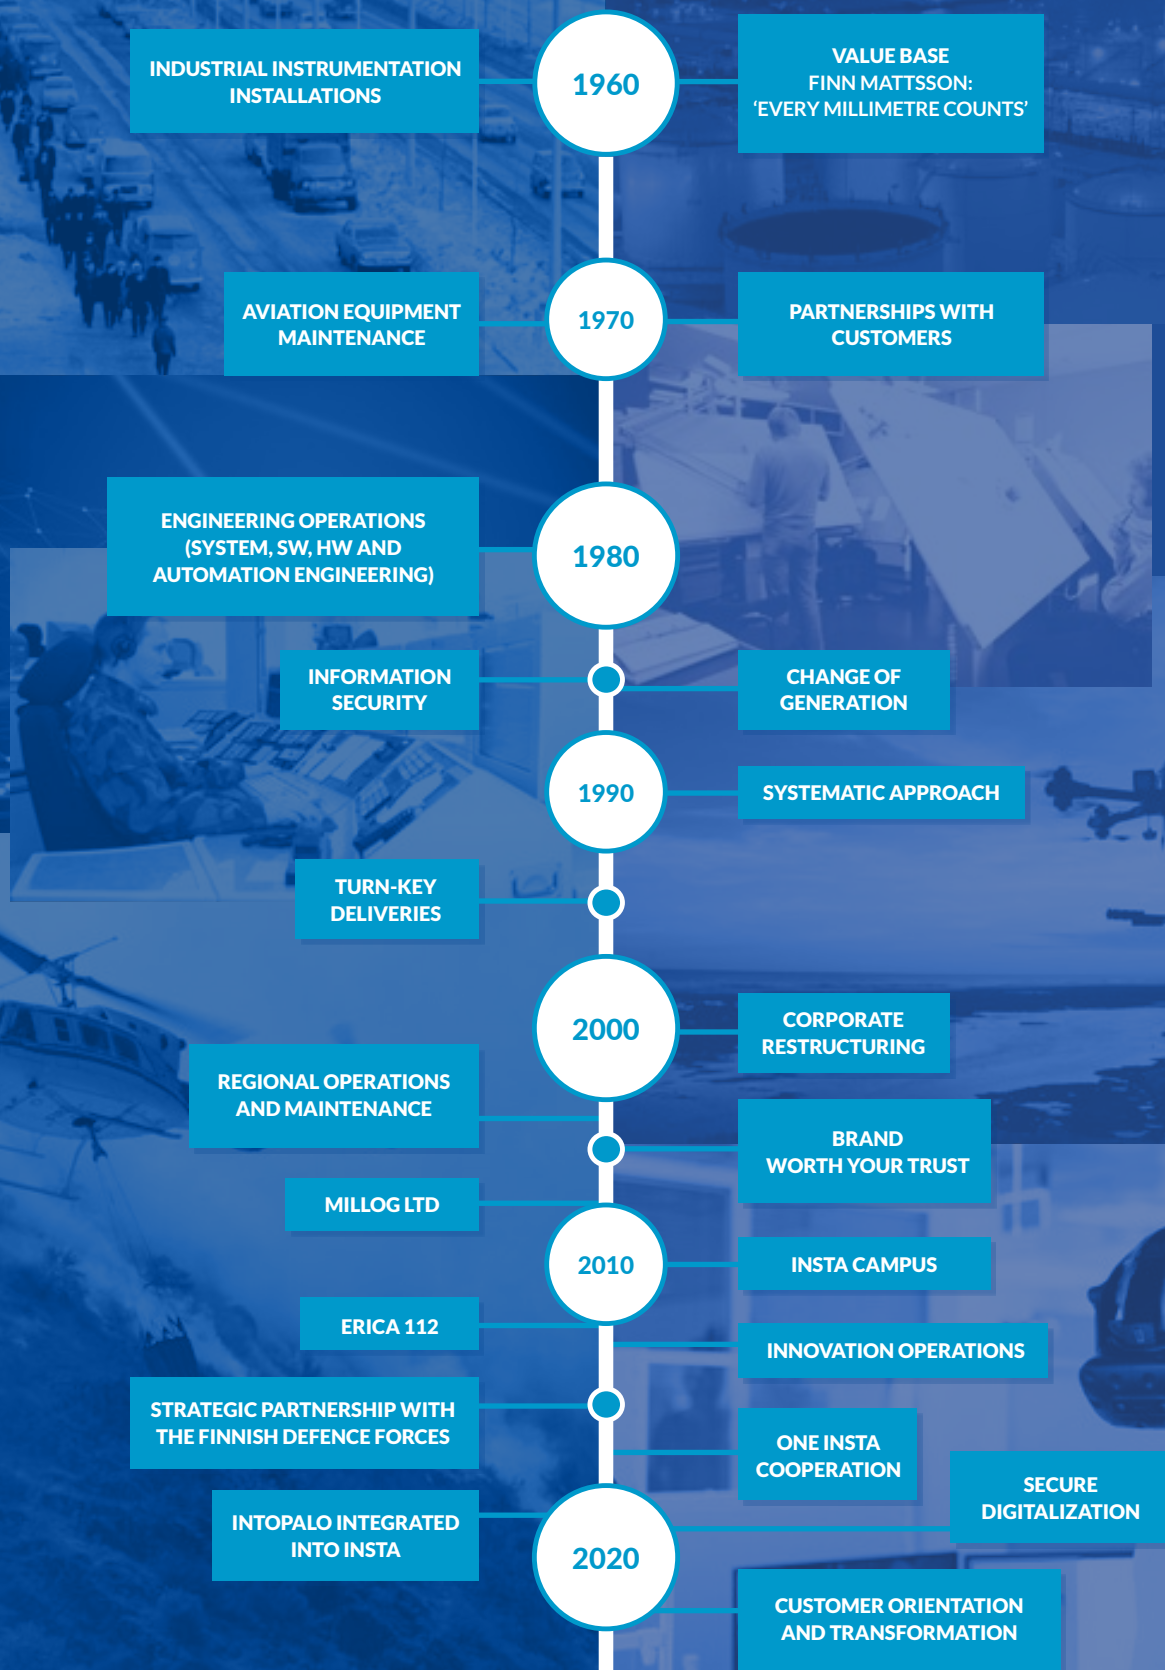 INDUSTRIAL INSTRUMENTATION
INSTALLATIONS
1960
VALUE BASE
FINN MATTSSON:
‘EVERY MILLIMETRE COUNTS’
AVIATION EQUIPMENT
MAINTENANCE
1970
PARTNERSHIPS WITH
CUSTOMERS
ENGINEERING OPERATIONS
(SYSTEM, SW, HW AND
AUTOMATION ENGINEERING)
1980
INFORMATION
SECURITY
CHANGE OF
GENERATION
1990
SYSTEMATIC APPROACH
TURN-KEY
DELIVERIES
2000
CORPORATE
RESTRUCTURING
REGIONAL OPERATIONS
AND MAINTENANCE
BRAND
WORTH YOUR TRUST
MILLOG LTD
2010
INSTA CAMPUS
ERICA 112
INNOVATION OPERATIONS
STRATEGIC PARTNERSHIP WITH
THE FINNISH DEFENCE FORCES
ONE INSTA
COOPERATION
SECURE
DIGITALIZATION
INTOPALO INTEGRATED
INTO INSTA
2020
CUSTOMER ORIENTATION
AND TRANSFORMATION